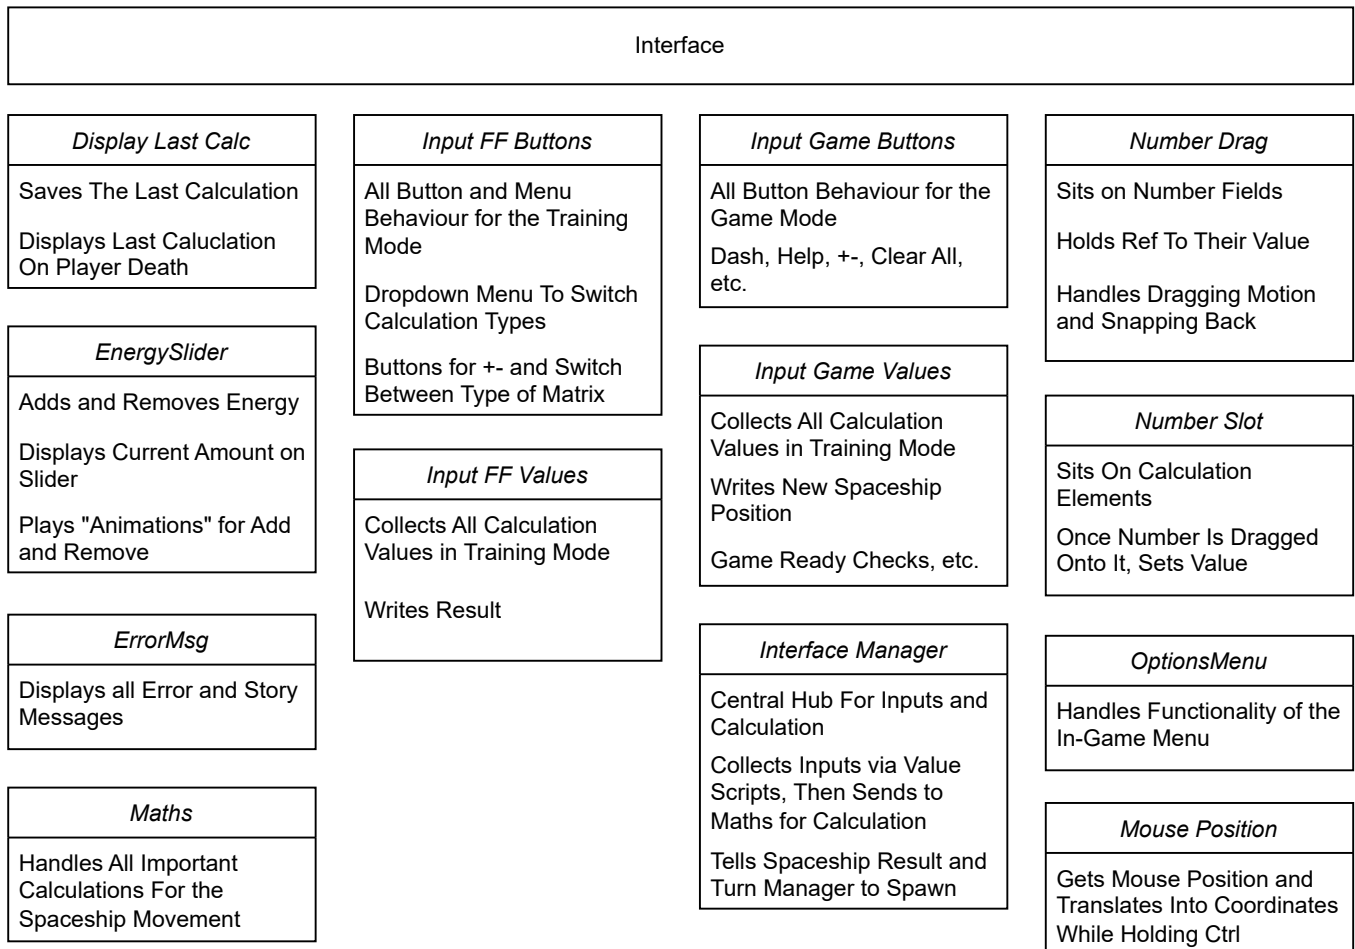 Interface
Display Last Calc
Saves The Last Calculation
Displays Last Caluclation
On Player Death
EnergySlider
Adds and Removes Energy
Displays Current Amount on
Slider
Plays "Animations" for Add
and Remove
ErrorMsg
Displays all Error and Story
Messages
Maths
Handles All Important
Calculations For the
Spaceship Movement
Input FF Buttons
All Button and Menu
Behaviour for the Training
Mode
Dropdown Menu To Switch
Calculation Types
Buttons for +- and Switch
Between Type of Matrix
Input FF Values
Collects All Calculation
Values in Training Mode
Writes Result
Input Game Buttons
All Button Behaviour for the
Game Mode
Dash, Help, +-, Clear All,
etc.
Input Game Values
Collects All Calculation
Values in Training Mode
Writes New Spaceship
Position
Game Ready Checks, etc.
Interface Manager
Central Hub For Inputs and
Calculation
Collects Inputs via Value
Scripts, Then Sends to
Maths for Calculation
Tells Spaceship Result and
Turn Manager to Spawn
Number Drag
Sits on Number Fields
Holds Ref To Their Value
Handles Dragging Motion
and Snapping Back
Number Slot
Sits On Calculation
Elements
Once Number Is Dragged
Onto It, Sets Value
OptionsMenu
Handles Functionality of the
In-Game Menu
Mouse Position
Gets Mouse Position and
Translates Into Coordinates
While Holding Ctrl